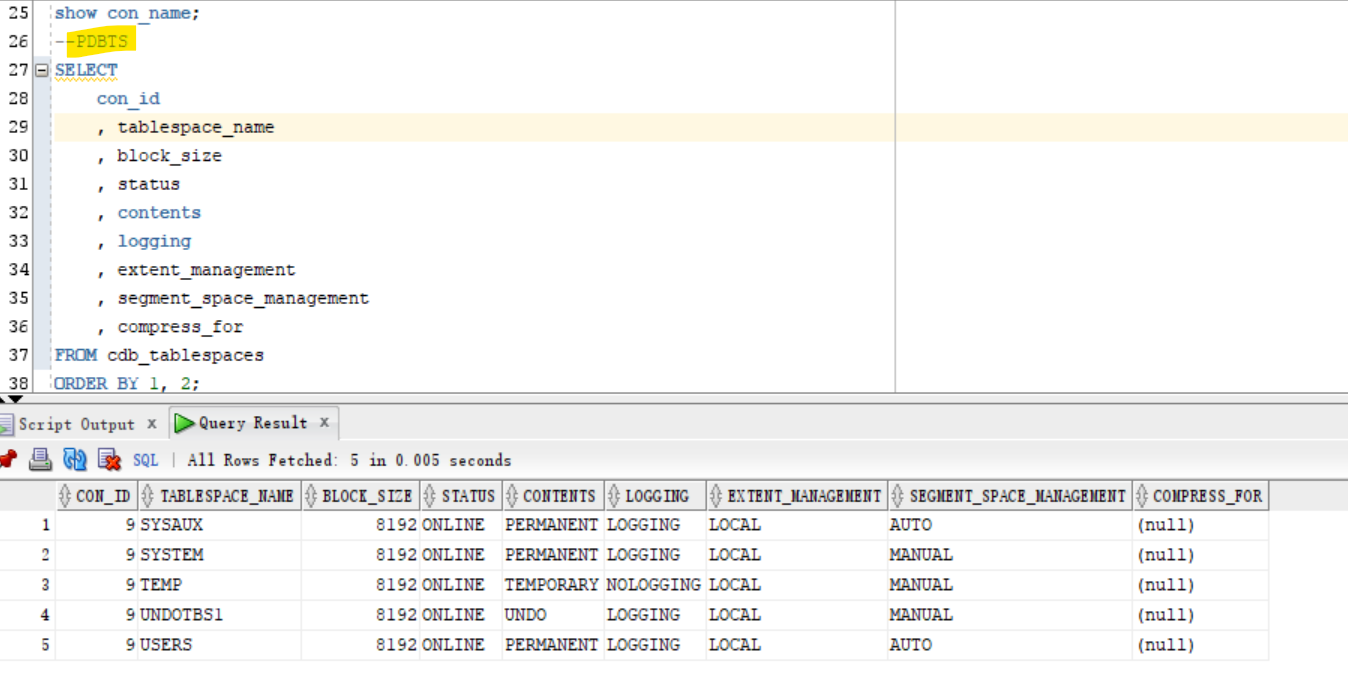 25 show con_name;
26 --PDBTS
27 SELECT
28 con_id
29 , tablespace_name
30 , block_size
31 , status
32 , contents
33 , logging
34 , extent_management
35 , segment_space_management
36 , compress_for
37 FROM cdb_tablespaces
38 ORDER BY 1, 2;
Script Output x Query Result x
SQL | All Rows Fetched: 5 in 0.005 seconds
CON_ID TABLESPACE_NAME BLOCK_SIZE STATUS CONTENTS LOGGING EXTENT_MANAGEMENT SEGMENT_SPACE_MANAGEMENT COMPRESS_FOR
1 9 SYSAUX 8192 ONLINE PERMANENT LOGGING LOCAL AUTO (null)
2 9 SYSTEM 8192 ONLINE PERMANENT LOGGING LOCAL MANUAL (null)
3 9 TEMP 8192 ONLINE TEMPORARY NOLOGGING LOCAL MANUAL (null)
4 9 UNDOTBS1 8192 ONLINE UNDO LOGGING LOCAL MANUAL (null)
5 9 USERS 8192 ONLINE PERMANENT LOGGING LOCAL AUTO (null)